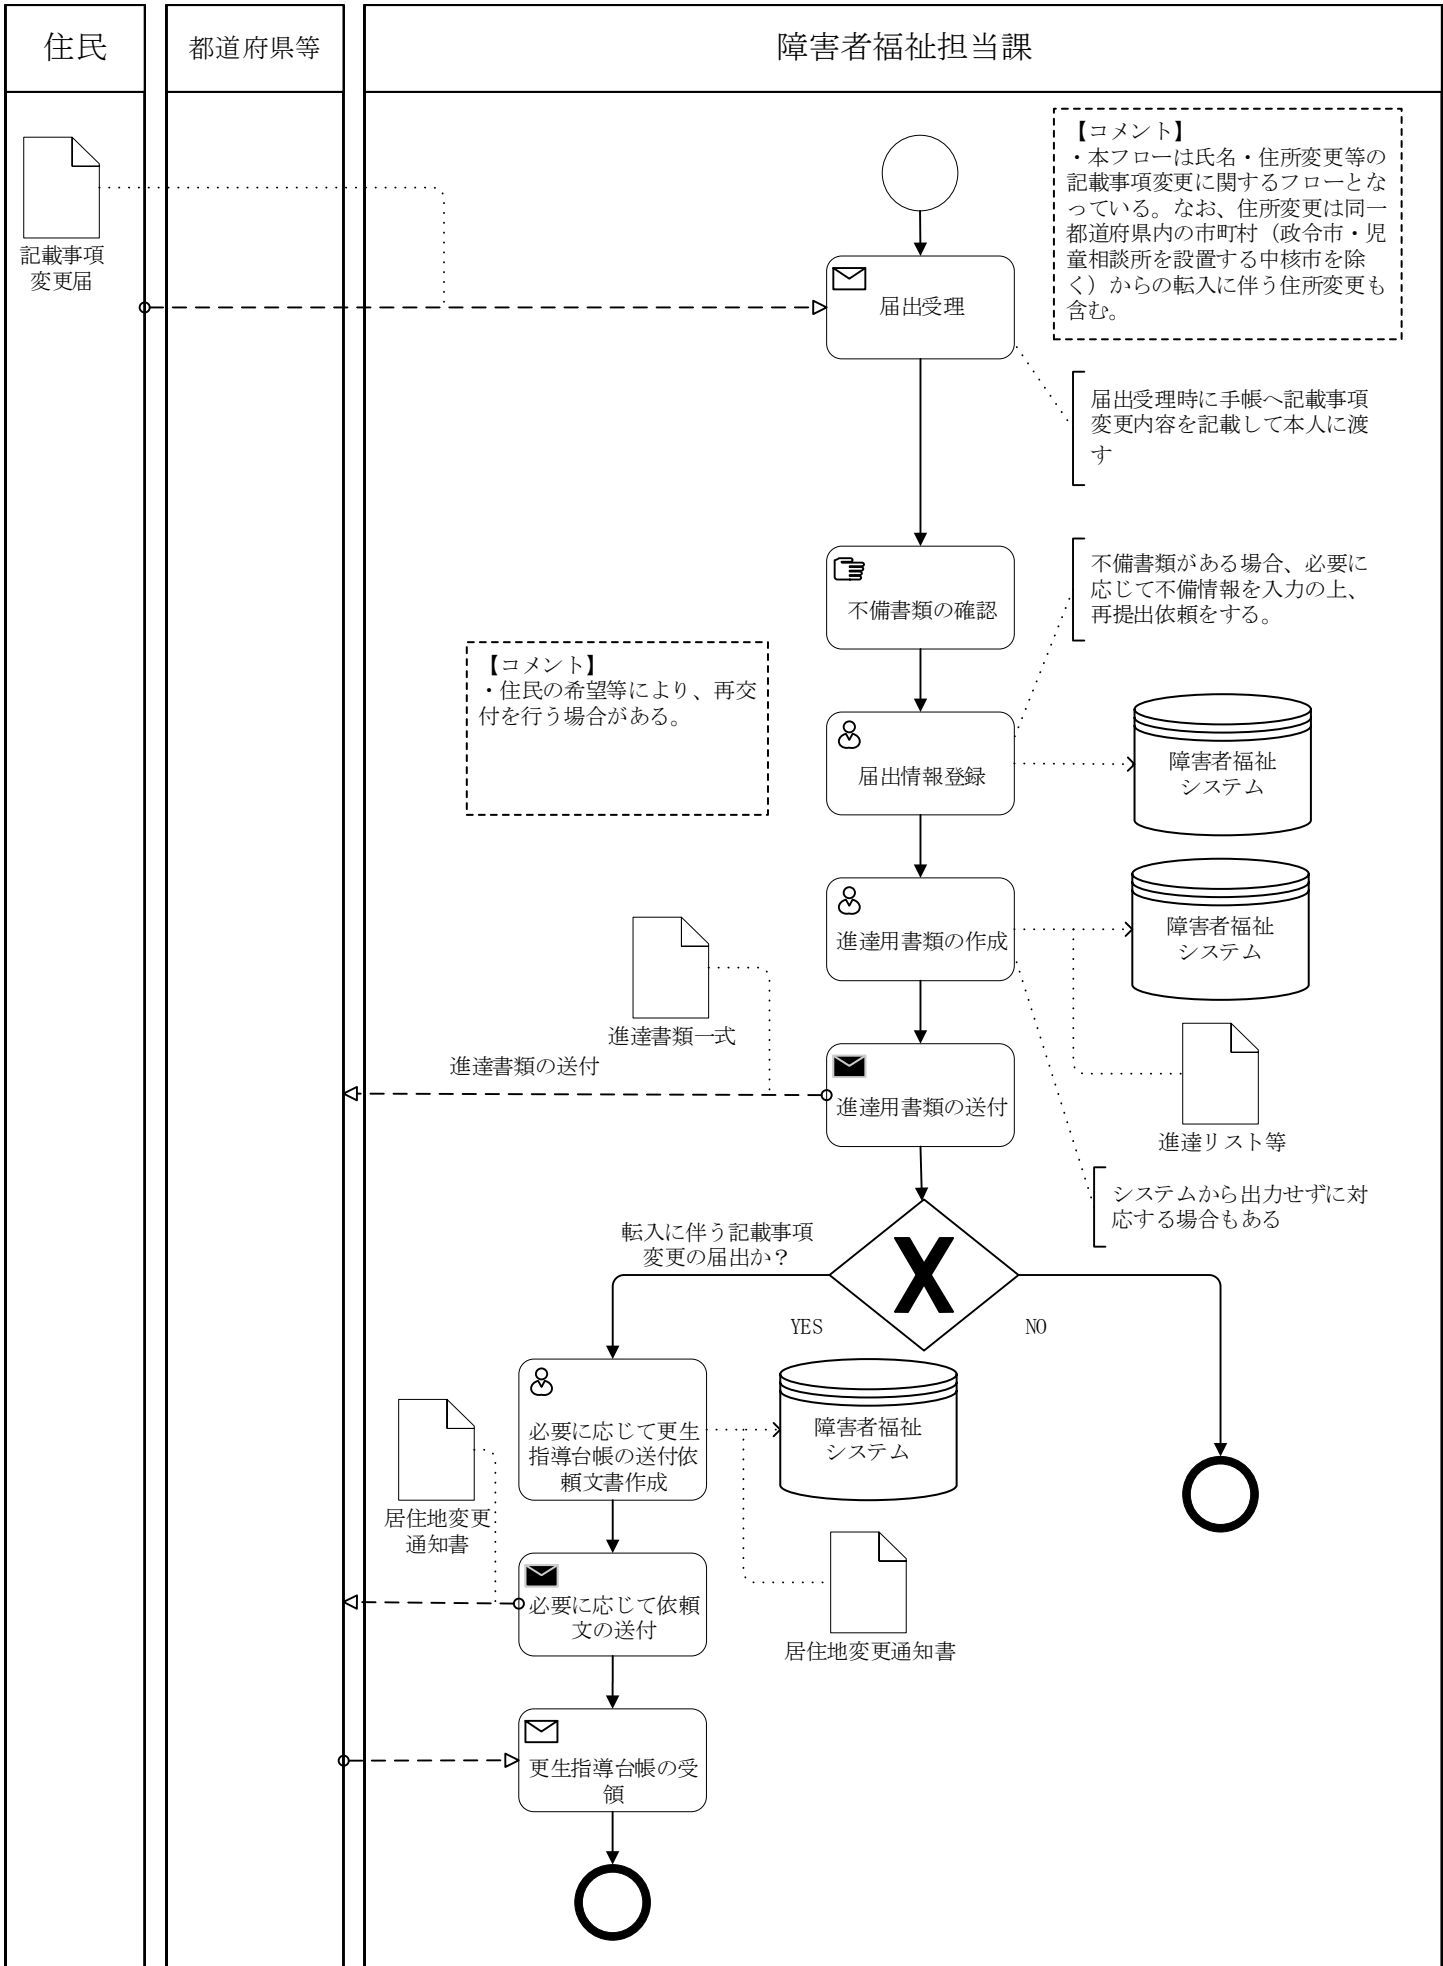 住民
都道府県等
障害者福祉担当課
記載事項
変更届
【コメント】
・本フローは氏名・住所変更等の
記載事項変更に関するフローとな
っている。なお、住所変更は同一
都道府県内の市町村（政令市・児
童相談所を設置する中核市を除
く）からの転入に伴う住所変更も
含む。
届出受理
届出受理時に手帳へ記載事項
変更内容を記載して本人に渡
す
不備書類の確認
不備書類がある場合、必要に
応じて不備情報を入力の上、
再提出依頼をする。
【コメント】
・住民の希望等により、再交
付を行う場合がある。
届出情報登録
障害者福祉
システム
進達用書類の作成
障害者福祉
システム
進達書類一式
進達書類の送付
進達用書類の送付
進達リスト等
システムから出力せずに対
応する場合もある
転入に伴う記載事項
変更の届出か？
YES
NO
必要に応じて更生
指導台帳の送付依
頼文書作成
障害者福祉
システム
居住地変更
通知書
必要に応じて依頼
文の送付
居住地変更通知書
更生指導台帳の受
領